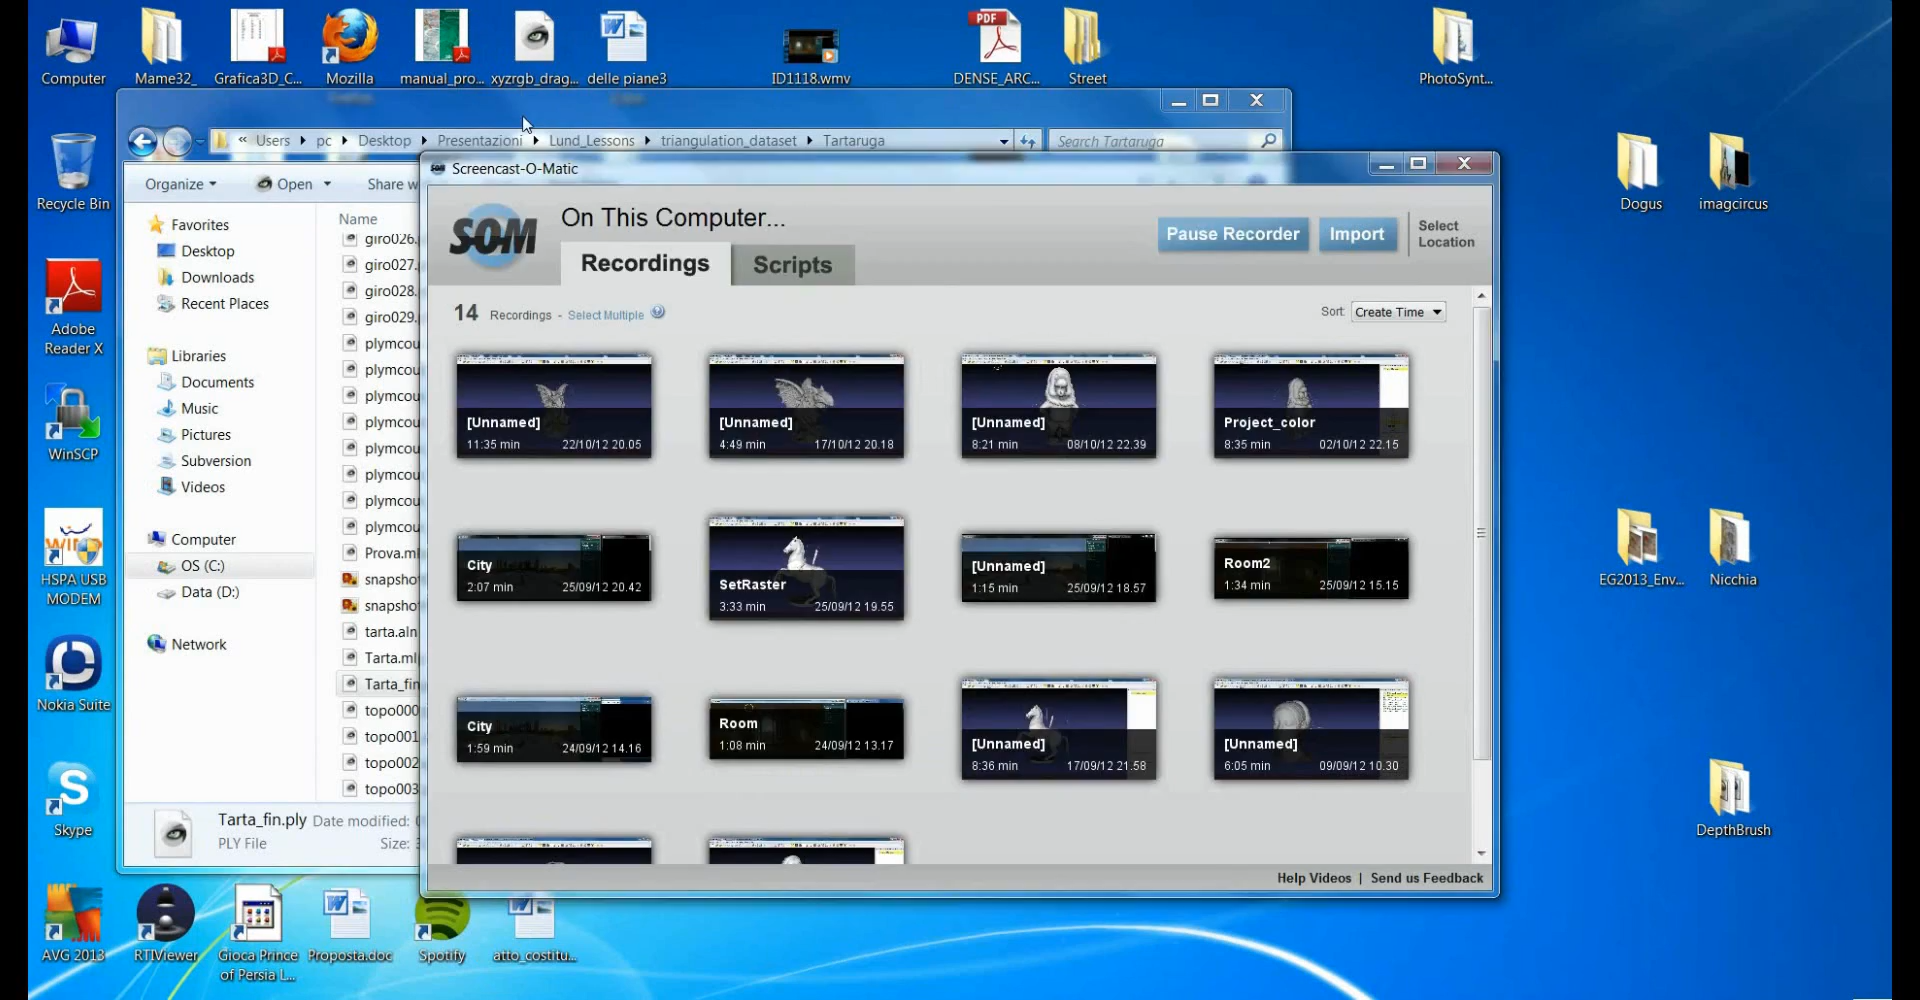 Computer
Mame32_
Grafica3D_C...
Mozilla
manual_pro...
xyzrgb_drag...
delle piane3
ID1118.wmv
DENSE_ARC...
Street
PhotoSynt...
« Users pc Desktop Presentazioni Lund_Lessons triangulation_dataset Tartaruga
Search Tartaruga
Organize
Open
Share w
Recycle Bin
Adobe
Reader X
WinSCP
HSPA USB
MODEM
Nokia Suite
Skype
AVG 2013
RTIViewer
Gioca Prince
of Persia L...
Proposta.doc
Spotify
atto_costitu...
Dogus
imagcircus
EG2013_Env...
Nicchia
DepthBrush
Favorites
Desktop
Downloads
Recent Places
Libraries
Documents
Music
Pictures
Subversion
Videos
Computer
OS (C:)
Data (D:)
Network
Name
giro026.
giro027.
giro028.
giro029.
plymcou
plymcou
plymcou
plymcou
plymcou
plymcou
plymcou
plymcou
Prova.ml
snapsho
snapsho
tarta.aln
Tarta.ml
Tarta_fin
topo000
topo001
topo002
topo003
Tarta_fin.ply Date modified:
PLY File Size:
Screencast-O-Matic
SOM
On This Computer...
Recordings
Scripts
Pause Recorder
Import
Select
Location
14 Recordings - Select Multiple
Sort: Create Time
[Unnamed]
11:35 min 22/10/12 20.05
[Unnamed]
4:49 min 17/10/12 20.18
[Unnamed]
8:21 min 08/10/12 22.39
Project_color
8:35 min 02/10/12 22.15
City
2:07 min 25/09/12 20.42
SetRaster
3:33 min 25/09/12 19.55
[Unnamed]
1:15 min 25/09/12 18.57
Room2
1:34 min 25/09/12 15.15
City
1:59 min 24/09/12 14.16
Room
1:08 min 24/09/12 13.17
[Unnamed]
8:36 min 17/09/12 21.58
[Unnamed]
6:05 min 09/09/12 10.30
Help Videos | Send us Feedback